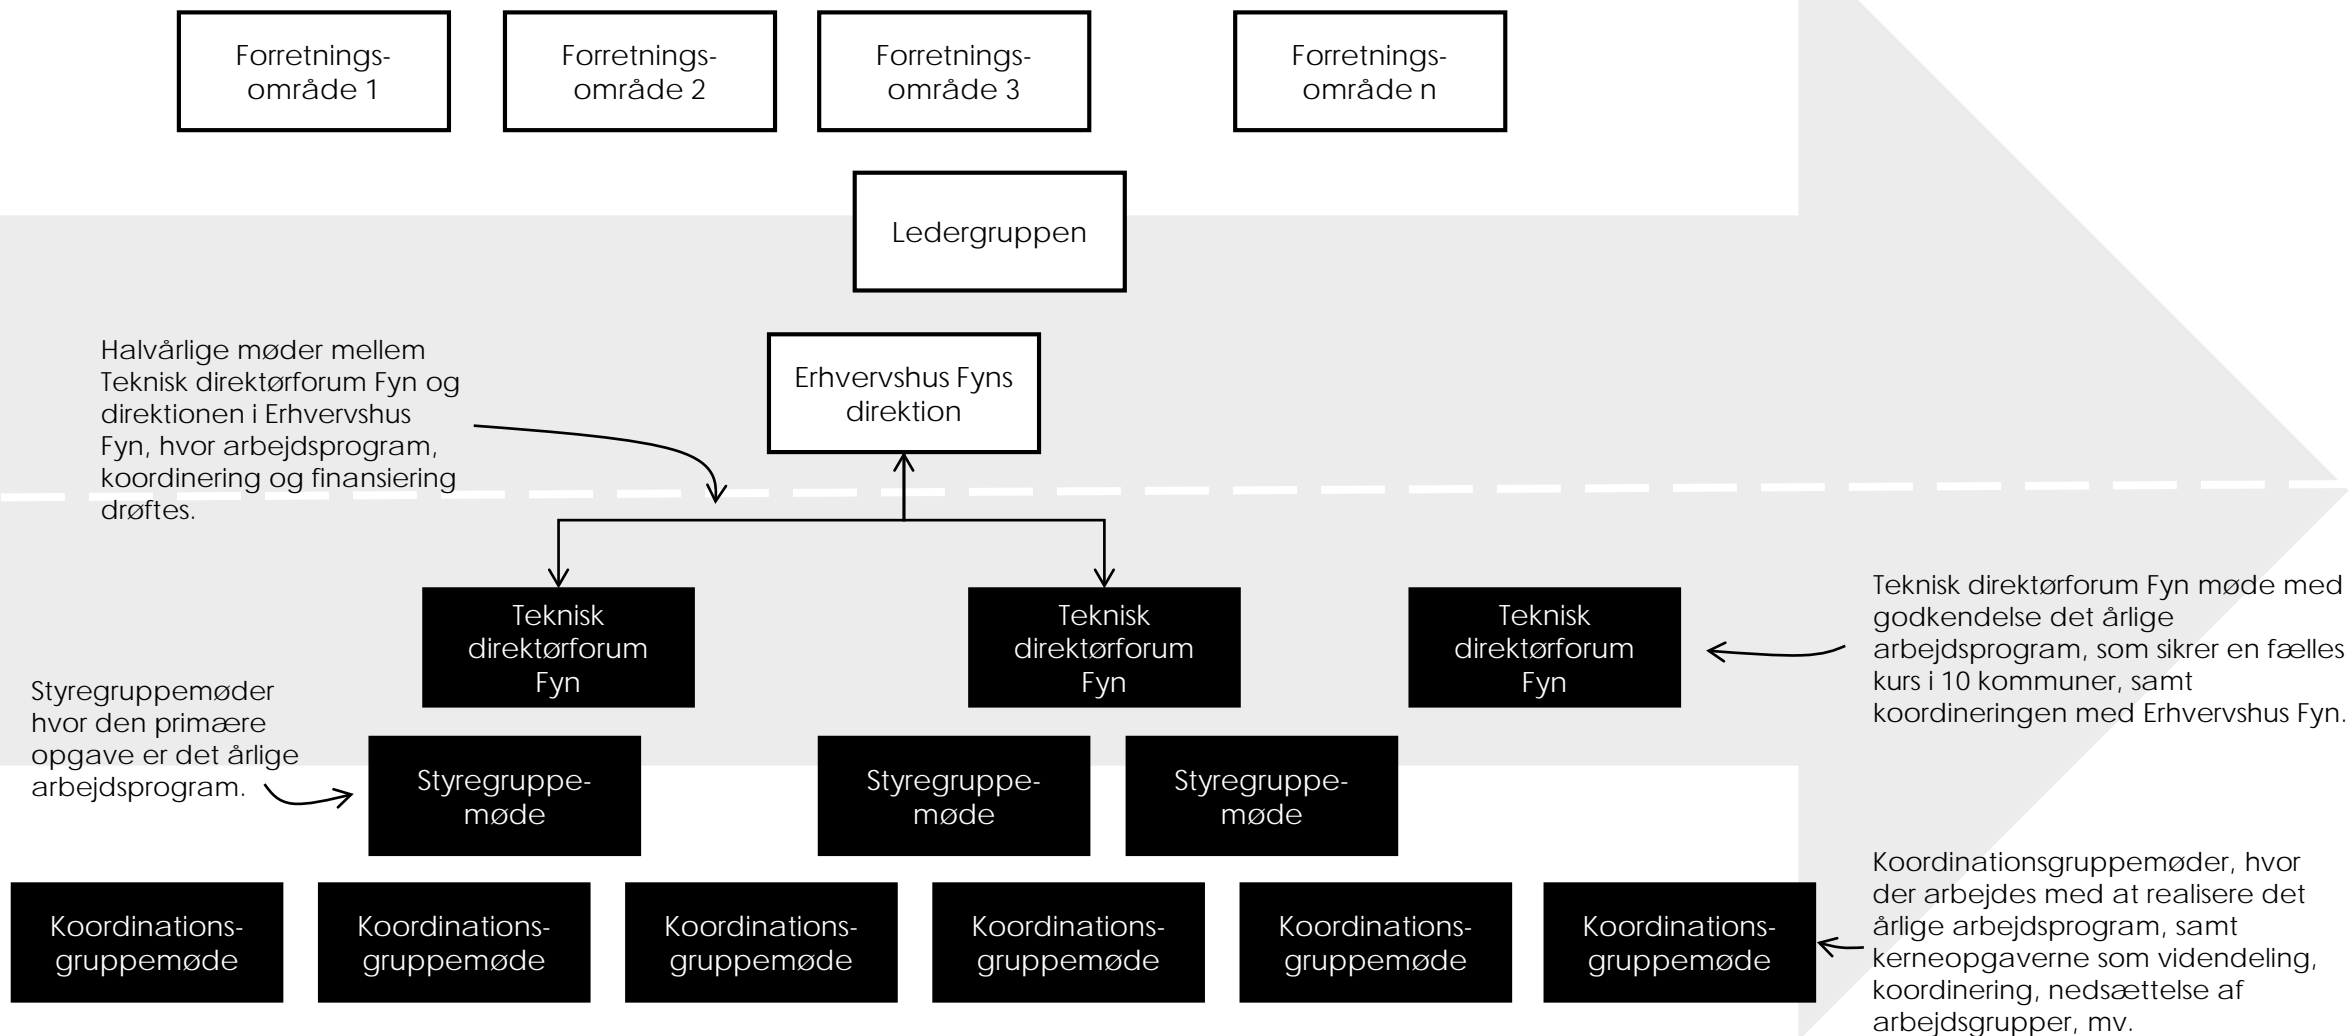 Forretnings-
område 1
Forretnings-
område 2
Forretnings-
område 3
Forretnings-
område n
Ledergruppen
Halvårlige møder mellem
Teknisk direktørforum Fyn og
direktionen i Erhvervshus
Fyn, hvor arbejdsprogram,
koordinering og finansiering
drøftes.
Erhvervshus Fyns
direktion
Teknisk
direktørforum
Fyn
Teknisk
direktørforum
Fyn
Teknisk
direktørforum
Fyn
Teknisk direktørforum Fyn møde med
godkendelse det årlige
arbejdsprogram, som sikrer en fælles
kurs i 10 kommuner, samt
koordineringen med Erhvervshus Fyn.
Styregruppemøder
hvor den primære
opgave er det årlige
arbejdsprogram.
Styregruppe-
møde
Styregruppe-
møde
Styregruppe-
møde
Koordinations-
gruppemøde
Koordinations-
gruppemøde
Koordinations-
gruppemøde
Koordinations-
gruppemøde
Koordinations-
gruppemøde
Koordinations-
gruppemøde
Koordinationsgruppemøder, hvor
der arbejdes med at realisere det
årlige arbejdsprogram, samt
kerneopgaverne som videndeling,
koordinering, nedsættelse af
arbejdsgrupper, mv.